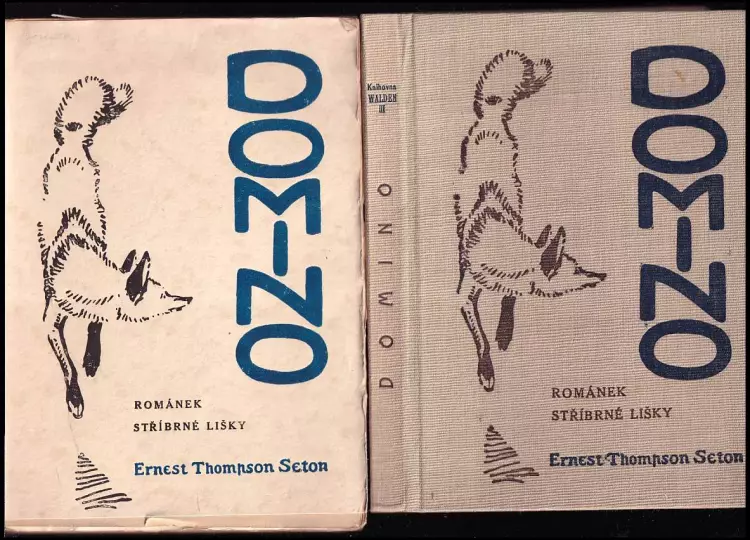 DOMINO
ROMÁNEK
STŘÍBRNÉ LIŠKY
Ernest Thompson Seton
Knihovna
WALDEN
III
DOMINO
DOMINO
ROMÁNEK
STŘÍBRNÉ LIŠKY
Ernest Thompson Seton